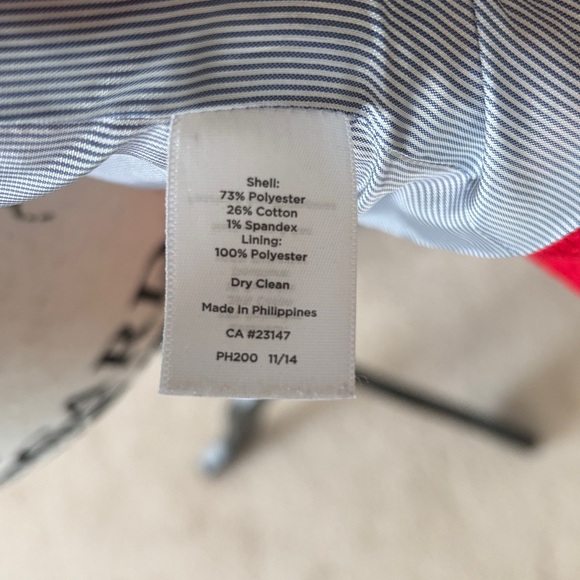 Shell:
73% Polyester
26% Cotton
1% Spandex
Lining:
100% Polyester
Dry Clean
Made In Philippines
CA #23147
PH200 11/14